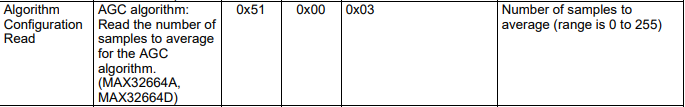 Algorithm
Configuration
Read
AGC algorithm:
Read the number of
samples to average
for the AGC
algorithm.
(MAX32664A,
MAX32664D)
0x51
0x00
0x03
Number of samples to
average (range is 0 to 255)